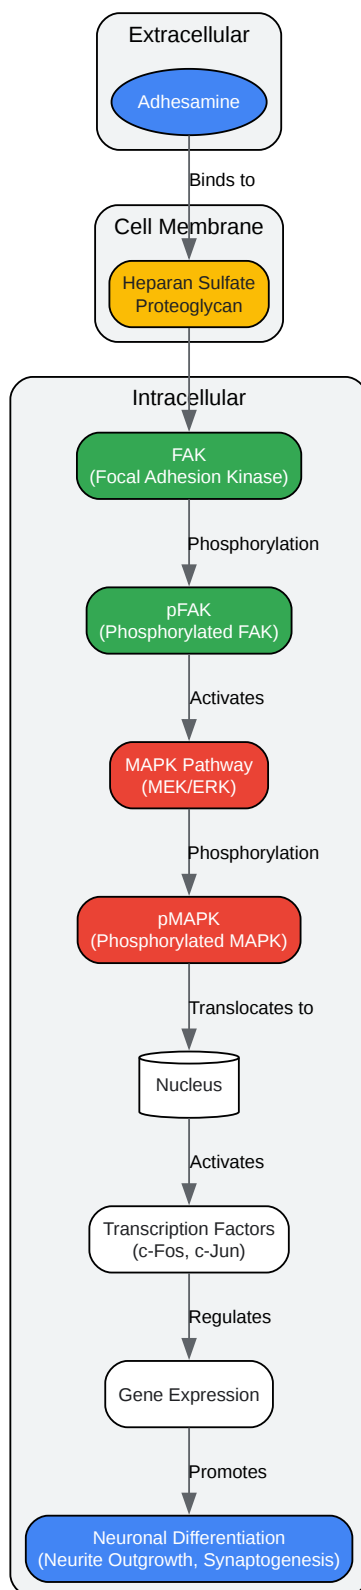 Extracellular
Adhesamine
Binds to
Cell Membrane
Heparan Sulfate
Proteoglycan
Intracellular
FAK
(Focal Adhesion Kinase)
Phosphorylation
pFAK
(Phosphorylated FAK)
Activates
MAPK Pathway
(MEK/ERK)
Phosphorylation
pMAPK
(Phosphorylated MAPK)
Translocates to
Nucleus
Activates
Transcription Factors
(c-Fos, c-Jun)
Regulates
Gene Expression
Promotes
Neuronal Differentiation
(Neurite Outgrowth, Synaptogenesis)